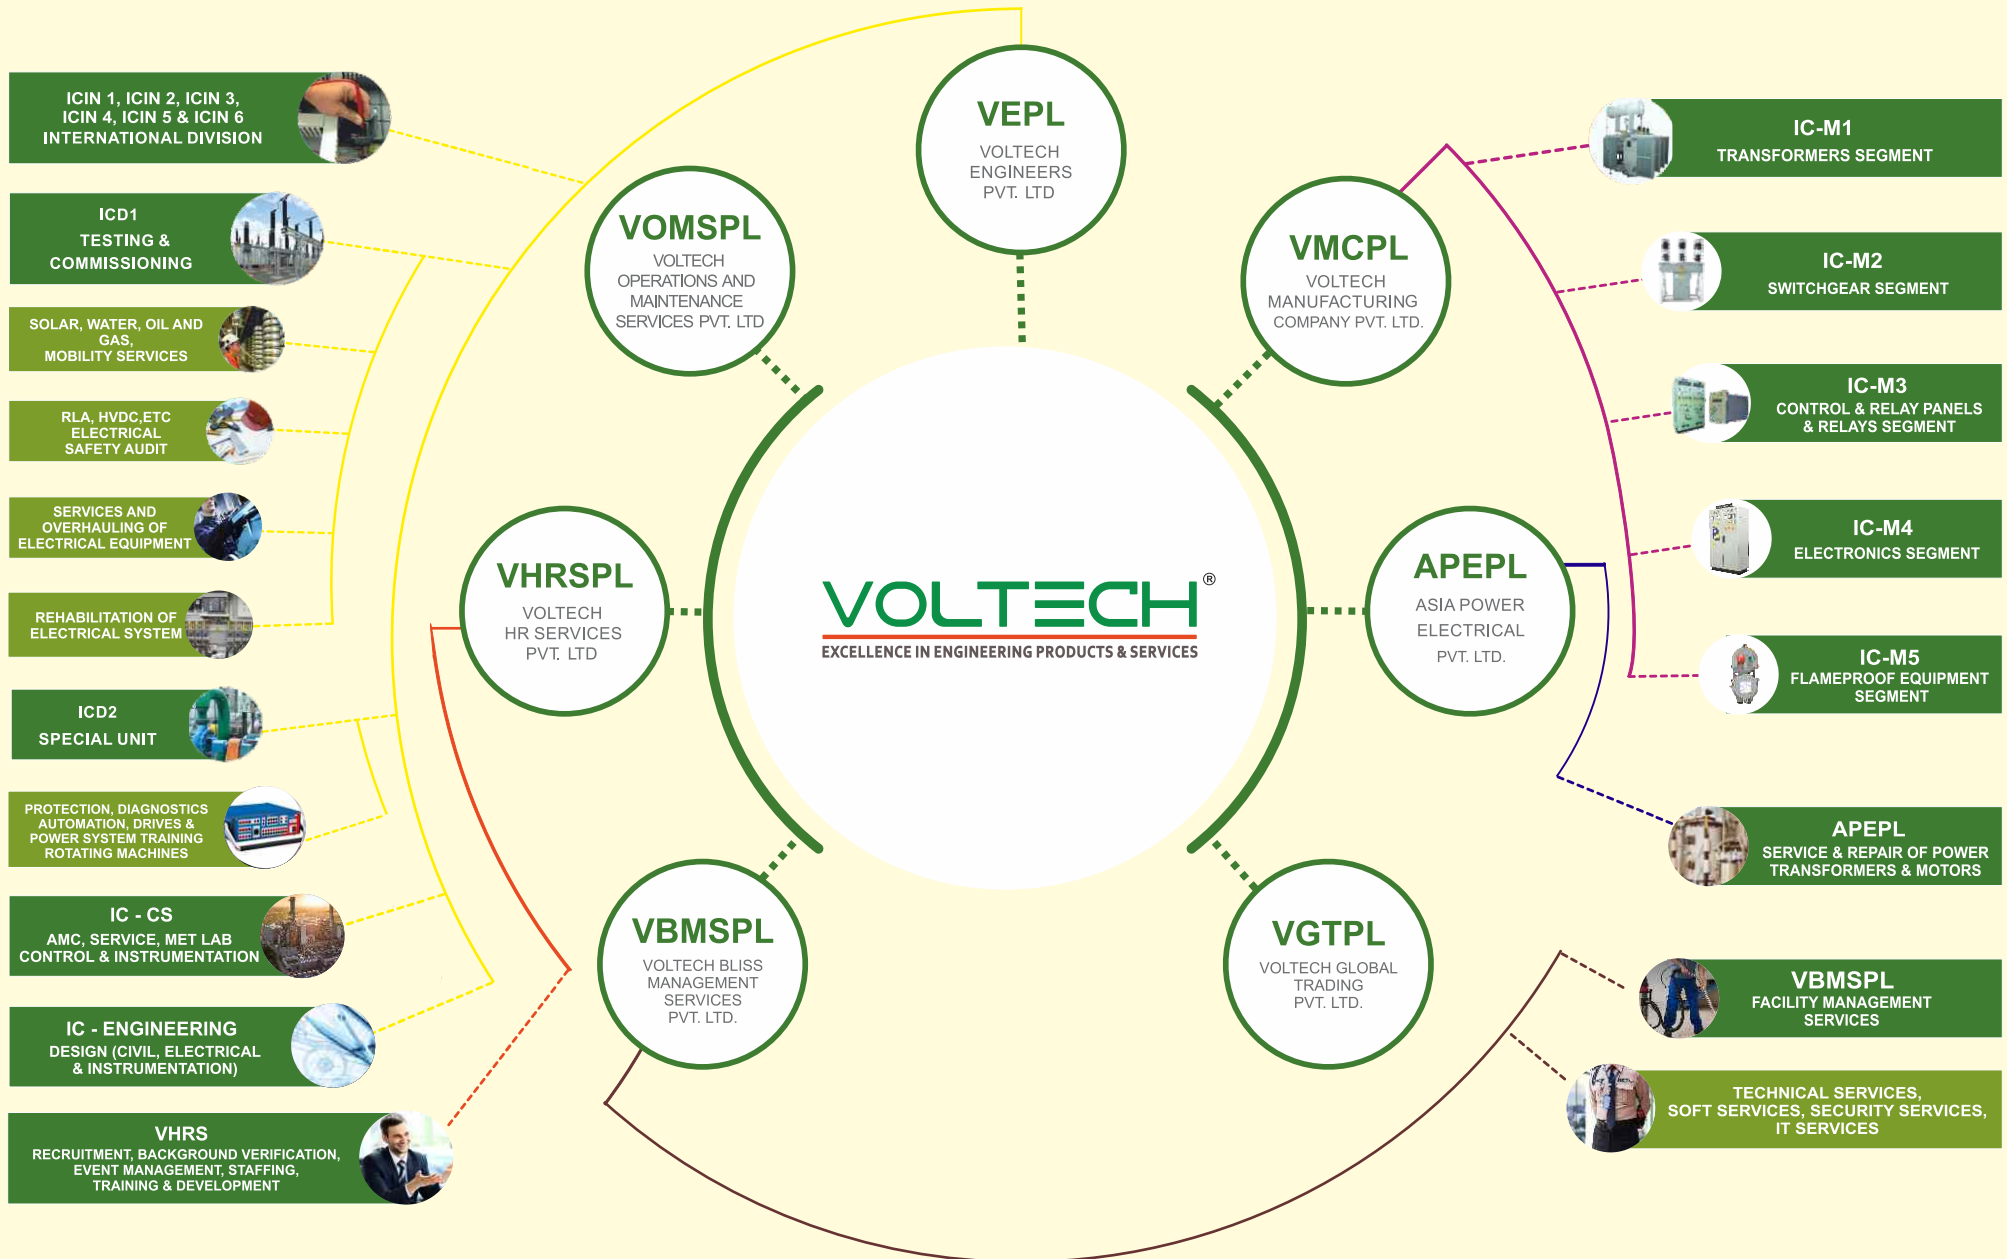 ICIN 1, ICIN 2, ICIN 3,
ICIN 4, ICIN 5 & ICIN 6
INTERNATIONAL DIVISION
ICD1
TESTING &
COMMISSIONING
SOLAR, WATER, OIL AND
GAS,
MOBILITY SERVICES
RLA, HVDC,ETC
ELECTRICAL
SAFETY AUDIT
SERVICES AND
OVERHAULING OF
ELECTRICAL EQUIPMENT
REHABILITATION OF
ELECTRICAL SYSTEM
ICD2
SPECIAL UNIT
PROTECTION, DIAGNOSTICS
AUTOMATION, DRIVES &
POWER SYSTEM TRAINING
ROTATING MACHINES
IC - CS
AMC, SERVICE, MET LAB
CONTROL & INSTRUMENTATION
IC - ENGINEERING
DESIGN (CIVIL, ELECTRICAL
& INSTRUMENTATION)
VHRS
RECRUITMENT, BACKGROUND VERIFICATION,
EVENT MANAGEMENT, STAFFING,
TRAINING & DEVELOPMENT
VEPL
VOLTECH
ENGINEERS
PVT. LTD
VOMSPL
VOLTECH
OPERATIONS AND
MAINTENANCE
SERVICES PVT. LTD
VMCPL
VOLTECH
MANUFACTURING
COMPANY PVT. LTD.
VHRSPL
VOLTECH
HR SERVICES
PVT. LTD
VOLTECH®
EXCELLENCE IN ENGINEERING PRODUCTS & SERVICES
APEPL
ASIA POWER
ELECTRICAL
PVT. LTD.
VBMSPL
VOLTECH BLISS
MANAGEMENT
SERVICES
PVT. LTD.
VGTPL
VOLTECH GLOBAL
TRADING
PVT. LTD.
IC-M1
TRANSFORMERS SEGMENT
IC-M2
SWITCHGEAR SEGMENT
IC-M3
CONTROL & RELAY PANELS
& RELAYS SEGMENT
IC-M4
ELECTRONICS SEGMENT
IC-M5
FLAMEPROOF EQUIPMENT
SEGMENT
APEPL
SERVICE & REPAIR OF POWER
TRANSFORMERS & MOTORS
VBMSPL
FACILITY MANAGEMENT
SERVICES
TECHNICAL SERVICES,
SOFT SERVICES, SECURITY SERVICES,
IT SERVICES